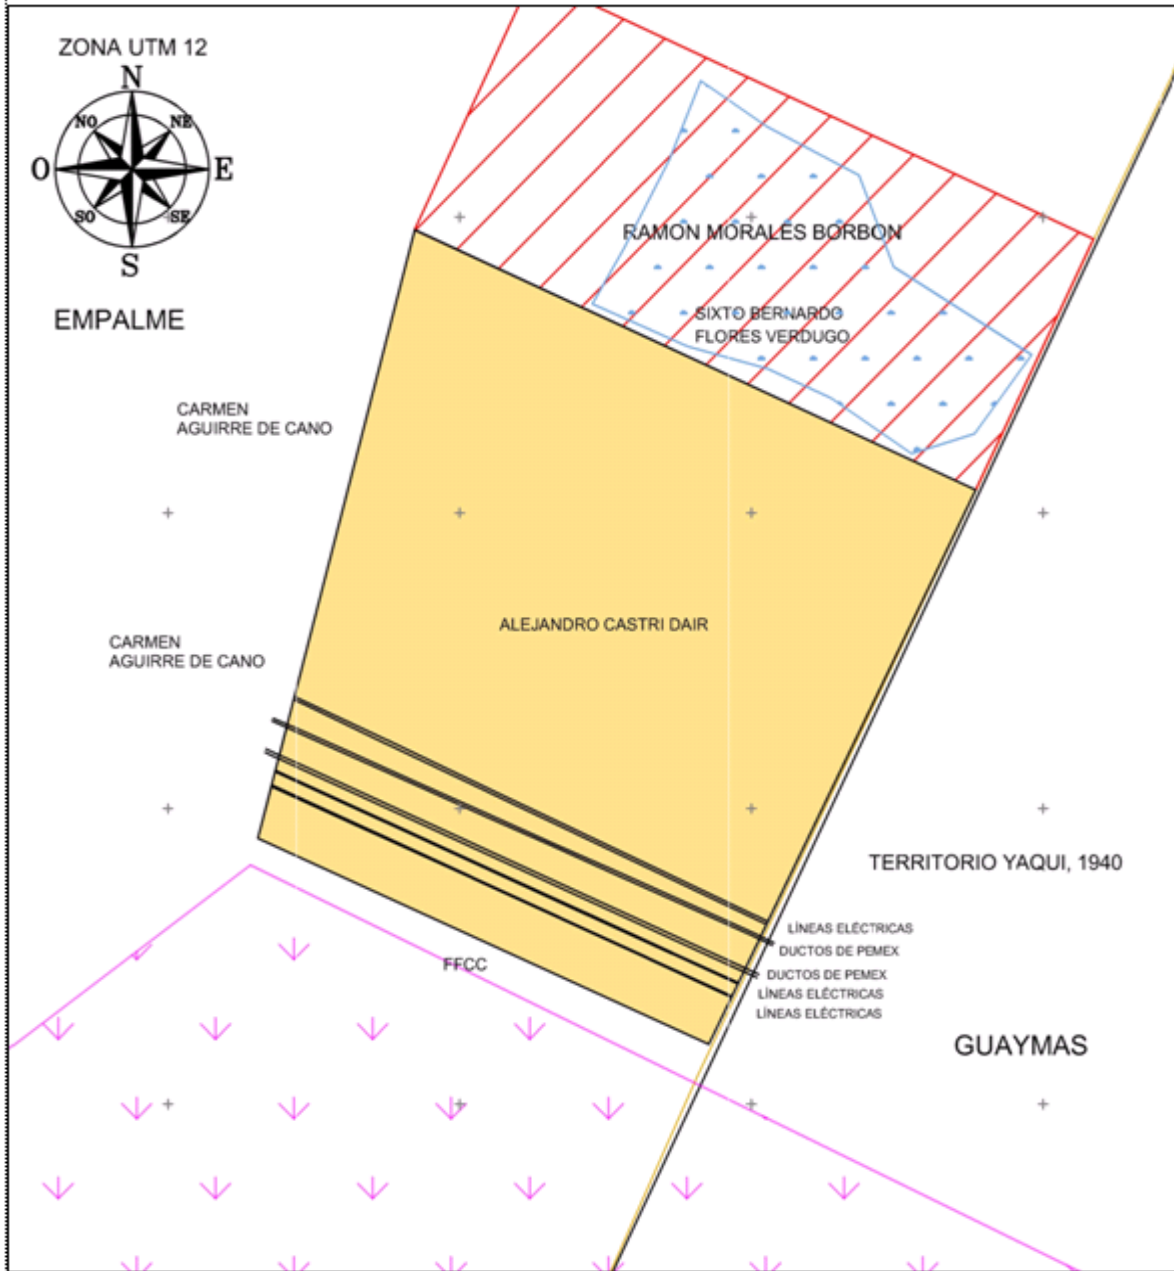 ZONA UTM 12
N
NO
NE
O
E
SO
SE
S
EMPALME
RAMON MORALES BORBON
SIXTO BERNARDO
FLORES VERDUGO
CARMEN
AGUIRRE DE CANO
ALEJANDRO CASTRI DAIR
CARMEN
AGUIRRE DE CANO
TERRITORIO YAQUI, 1940
LÍNEAS ELÉCTRICAS
DUCTOS DE PEMEX
FFCC
DUCTOS DE PEMEX
LÍNEAS ELÉCTRICAS
LÍNEAS ELÉCTRICAS
GUAYMAS